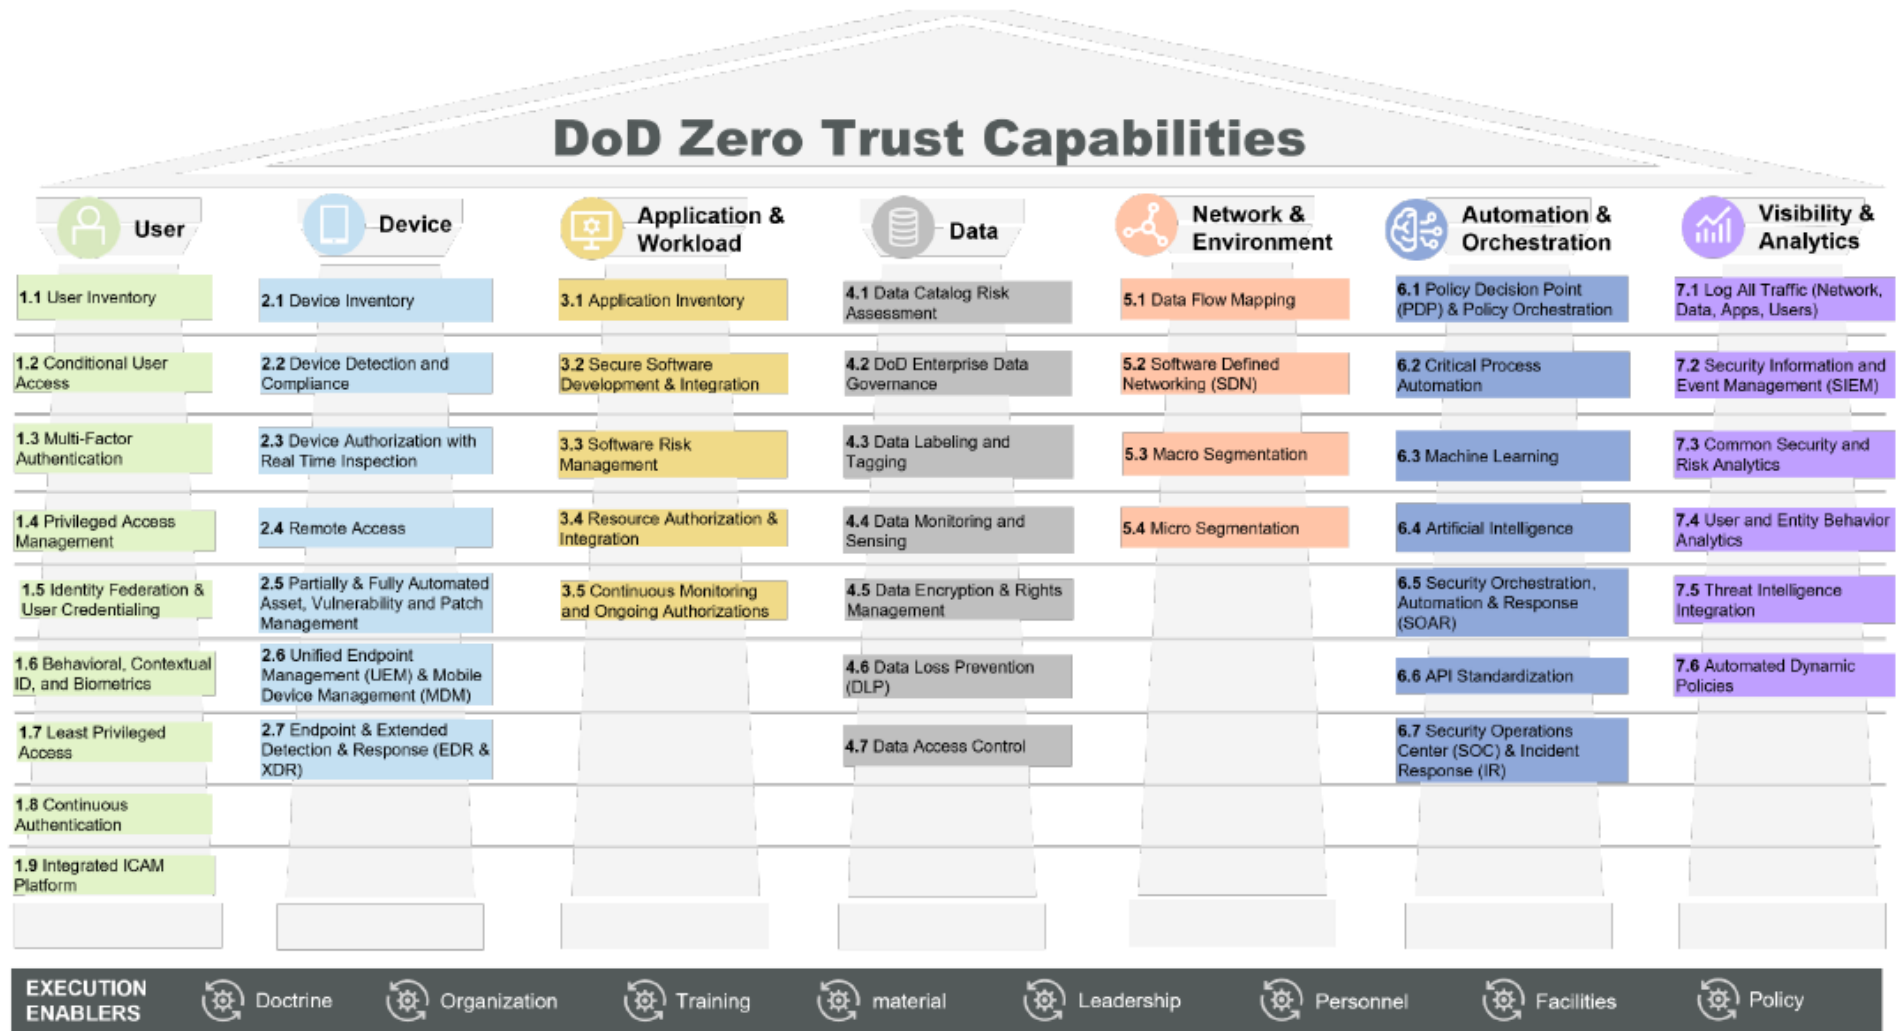 DoD Zero Trust Capabilities
User
1.1 User Inventory
1.2 Conditional User
Access
1.3 Multi-Factor
Authentication
1.4 Privileged Access
Management
1.5 Identity Federation &
User Credentialing
1.6 Behavioral, Contextual
ID, and Biometrics
1.7 Least Privileged
Access
1.8 Continuous
Authentication
1.9 Integrated ICAM
Platform
Device
2.1 Device Inventory
2.2 Device Detection and
Compliance
2.3 Device Authorization with
Real Time Inspection
2.4 Remote Access
2.5 Partially & Fully Automated
Asset, Vulnerability and Patch
Management
2.6 Unified Endpoint
Management (UEM) & Mobile
Device Management (MDM)
2.7 Endpoint & Extended
Detection & Response (EDR &
XDR)
Application &
Workload
3.1 Application Inventory
3.2 Secure Software
Development & Integration
3.3 Software Risk
Management
3.4 Resource Authorization &
Integration
3.5 Continuous Monitoring
and Ongoing Authorizations
Data
4.1 Data Catalog Risk
Assessment
4.2 DoD Enterprise Data
Governance
4.3 Data Labeling and
Tagging
4.4 Data Monitoring and
Sensing
4.5 Data Encryption & Rights
Management
4.6 Data Loss Prevention
(DLP)
4.7 Data Access Control
Network &
Environment
5.1 Data Flow Mapping
5.2 Software Defined
Networking (SDN)
5.3 Macro Segmentation
5.4 Micro Segmentation
Automation &
Orchestration
6.1 Policy Decision Point
(PDP) & Policy Orchestration
6.2 Critical Process
Automation
6.3 Machine Learning
6.4 Artificial Intelligence
6.5 Security Orchestration,
Automation & Response
(SOAR)
6.6 API Standardization
6.7 Security Operations
Center (SOC) & Incident
Response (IR)
Visibility &
Analytics
7.1 Log All Traffic (Network,
Data, Apps, Users)
7.2 Security Information and
Event Management (SIEM)
7.3 Common Security and
Risk Analytics
7.4 User and Entity Behavior
Analytics
7.5 Threat Intelligence
Integration
7.6 Automated Dynamic
Policies
EXECUTION
ENABLERS
Doctrine
Organization
Training
material
Leadership
Personnel
Facilities
Policy